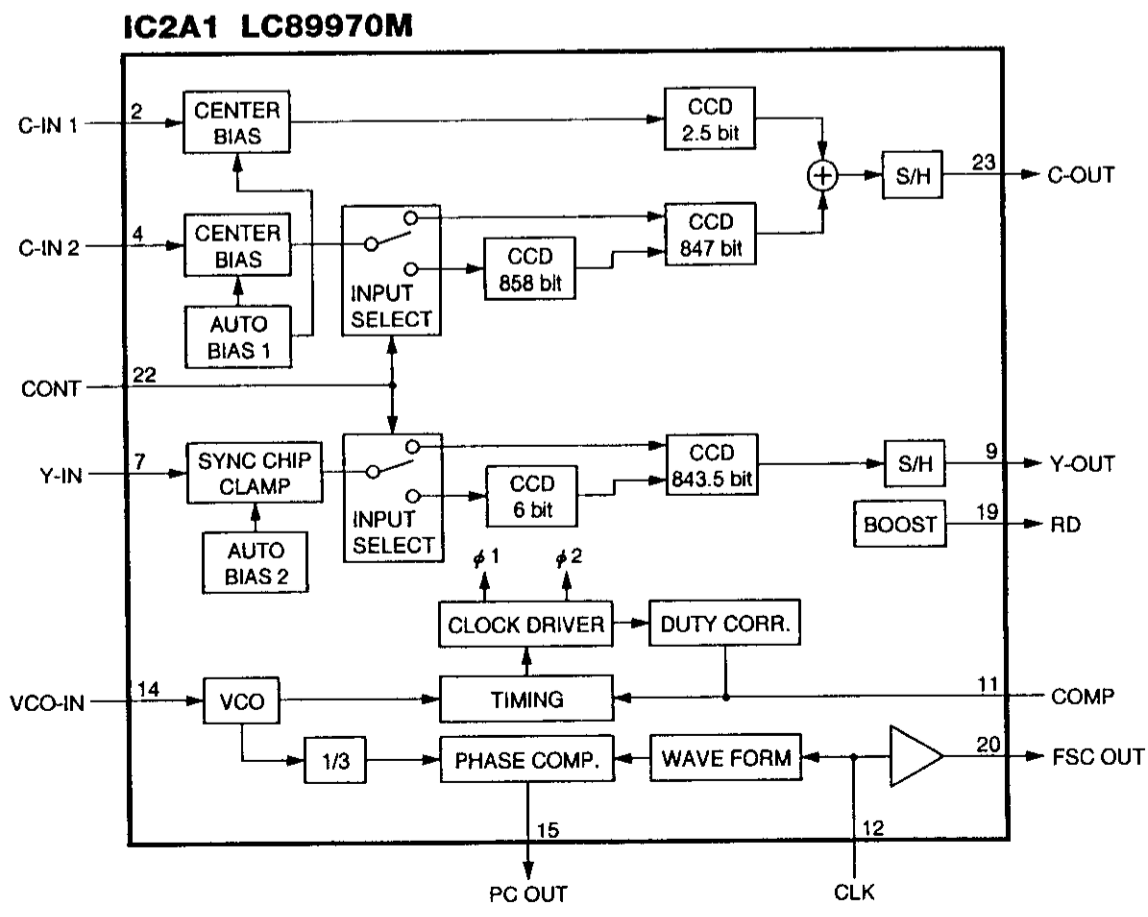 IC2A1 LC89970M
C-IN 1
2
CENTER
BIAS
CCD
2.5 bit
S/H
23
C-OUT
C-IN 2
4
CENTER
BIAS
INPUT
SELECT
CCD
858 bit
CCD
847 bit
AUTO
BIAS 1
CONT
22
Y-IN
7
SYNC CHIP
CLAMP
INPUT
SELECT
CCD
6 bit
CCD
843.5 bit
S/H
9
Y-OUT
BOOST
19
RD
AUTO
BIAS 2
ϕ 1
ϕ 2
CLOCK DRIVER
DUTY CORR.
VCO-IN
14
VCO
TIMING
11
COMP
1/3
PHASE COMP.
WAVE FORM
20
FSC OUT
15
12
PC OUT
CLK